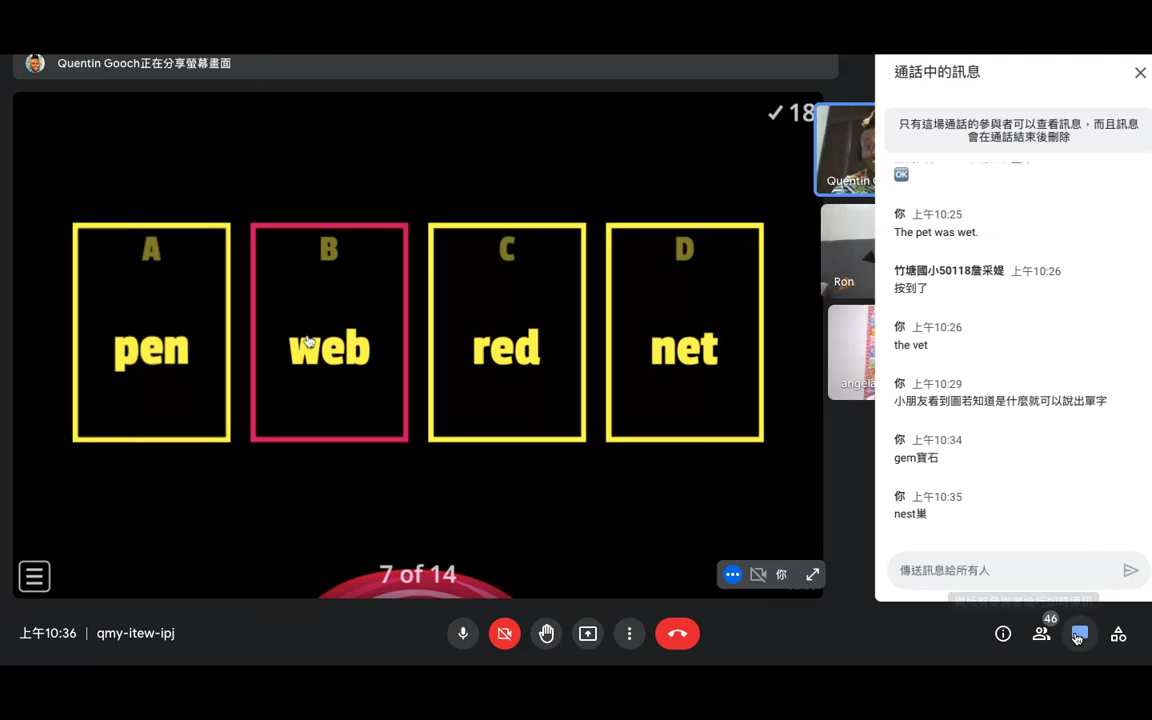 Quentin Gooch正在分享螢幕畫面
✓18
A
B
C
D
pen
web
red
net
7 of 14
你
Quentin
Ron
angela
通話中的訊息
只有這場通話的參與者可以查看訊息，而且訊息
會在通話結束後刪除
🆗
你 上午10:25
The pet was wet.
竹塘國小50118詹采媞 上午10:26
按到了
你 上午10:26
the vet
你 上午10:29
小朋友看到圖若知道是什麼就可以說出單字
你 上午10:34
gem寶石
你 上午10:35
nest巢
傳送訊息給所有人
上午10:36 | qmy-itew-ipj
46